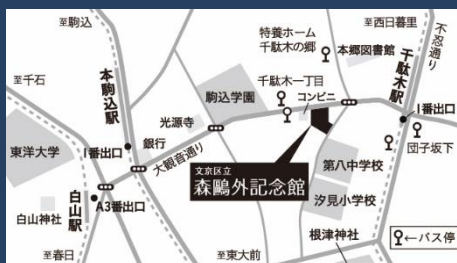 至駒込
至西日暮里
特養ホーム
千駄木の郷
本郷図書館
不忍通り
千駄木駅
至千石
本駒込駅
千駄木一丁目
駒込学園
コンビニ
光源寺
1番出口
東洋大学
1番出口
銀行
大観音通り
団子坂下
文京区立
森鷗外記念館
第八中学校
白山駅
A3番出口
汐見小学校
白山神社
根津神社
←バス停
至春日
至東大前